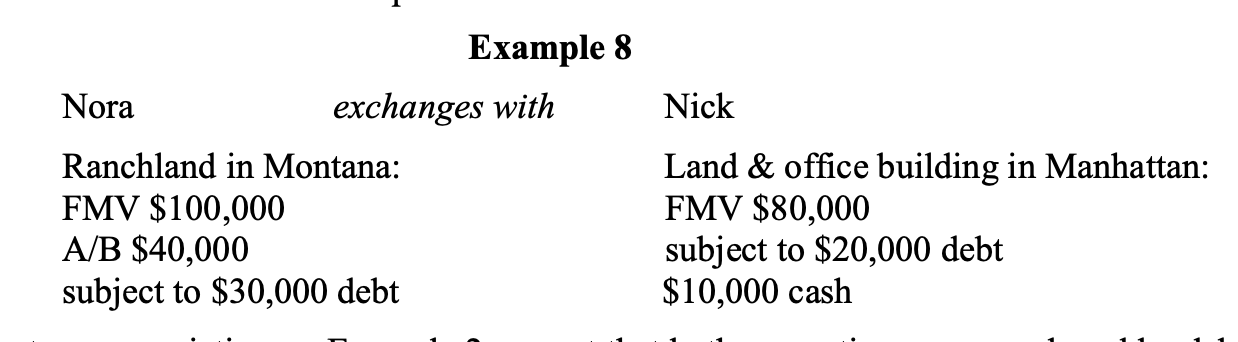 Example 8
Nora exchanges with Nick
Ranchland in Montana: Land & office building in Manhattan:
FMV $100,000 FMV $80,000
A/B $40,000 subject to $20,000 debt
subject to $30,000 debt $10,000 cash